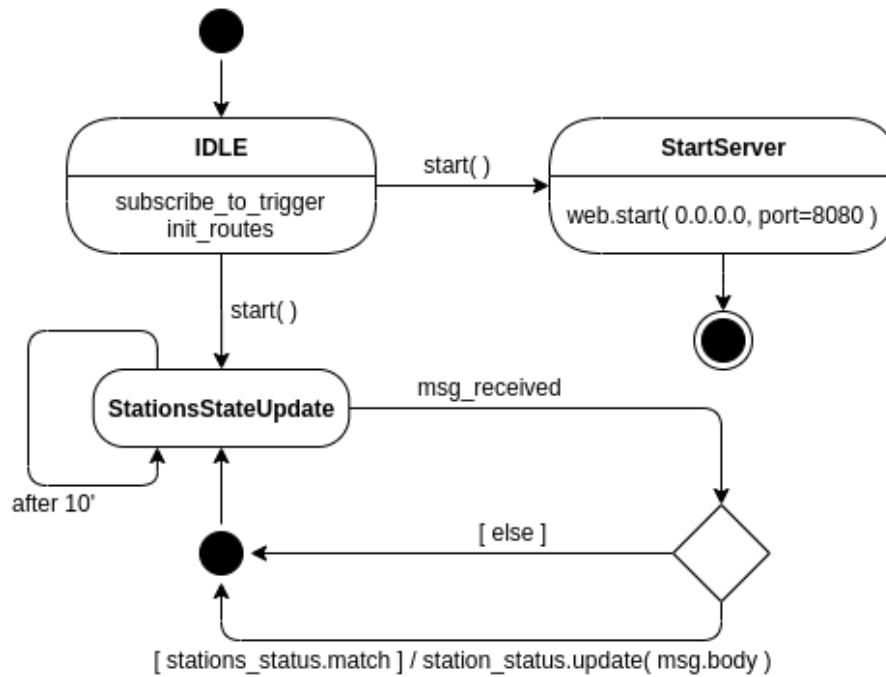 IDLE
subscribe_to_trigger
init_routes
start( )
StartServer
web.start( 0.0.0.0, port=8080 )
start( )
StationsStateUpdate
msg_received
after 10'
[ else ]
[ stations_status.match ] / station_status.update( msg.body )